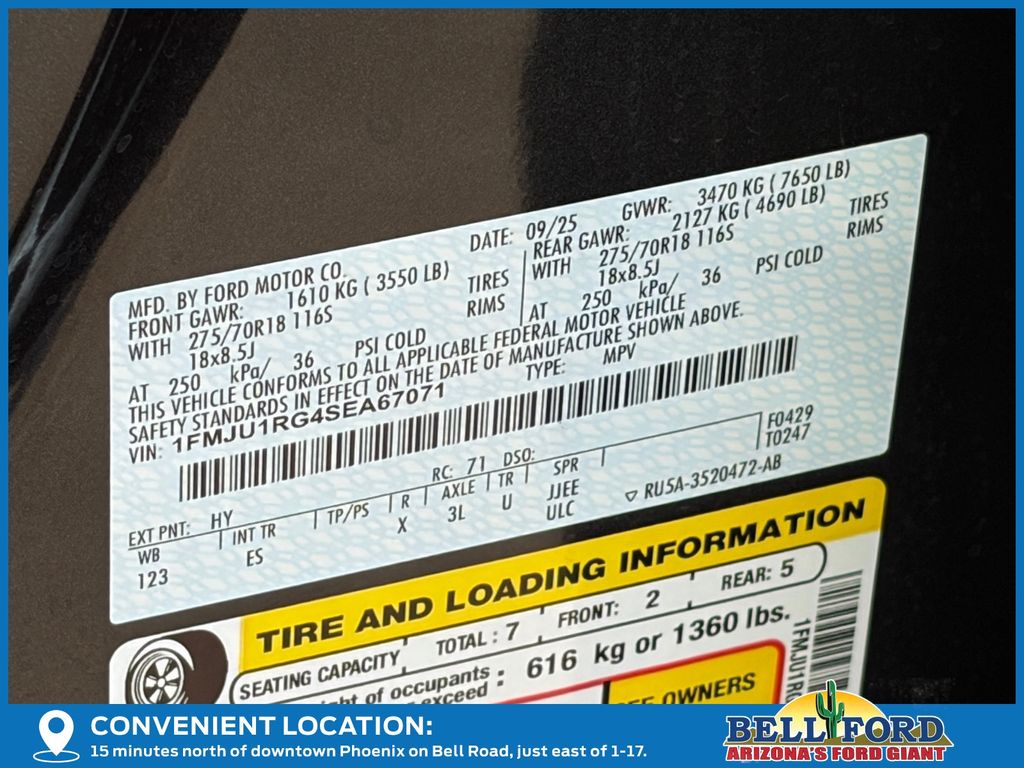 MFD. BY FORD MOTOR CO.
DATE: 09/25 GVWR: 3470 KG ( 7650 LB)
FRONT GAWR: 1610 KG ( 3550 LB)
REAR GAWR: 2127 KG ( 4690 LB)
WITH 275/70R18 116S TIRES
WITH 275/70R18 116S TIRES
18x8.5J RIMS
18x8.5J RIMS
AT 250 kPa/ 36 PSI COLD
AT 250 kPa/ 36 PSI COLD
THIS VEHICLE CONFORMS TO ALL APPLICABLE FEDERAL MOTOR VEHICLE
SAFETY STANDARDS IN EFFECT ON THE DATE OF MANUFACTURE SHOWN ABOVE.
VIN: 1FMJU1RG4SEA67071 TYPE: MPV
F0429
T0247
EXT PNT: HY RC: 71 DSO:
WB INT TR TP/PS R AXLE TR SPR
123 ES X 3L U JJEE
ULC
▽ RU5A-3520472-AB
TIRE AND LOADING INFORMATION
SEATING CAPACITY TOTAL : 7 FRONT: 2 REAR: 5
of occupants : 616 kg or 1360 lbs.
exceed
OWNERS
CONVENIENT LOCATION:
15 minutes north of downtown Phoenix on Bell Road, just east of 1-17.
BELL FORD
ARIZONA'S FORD GIANT